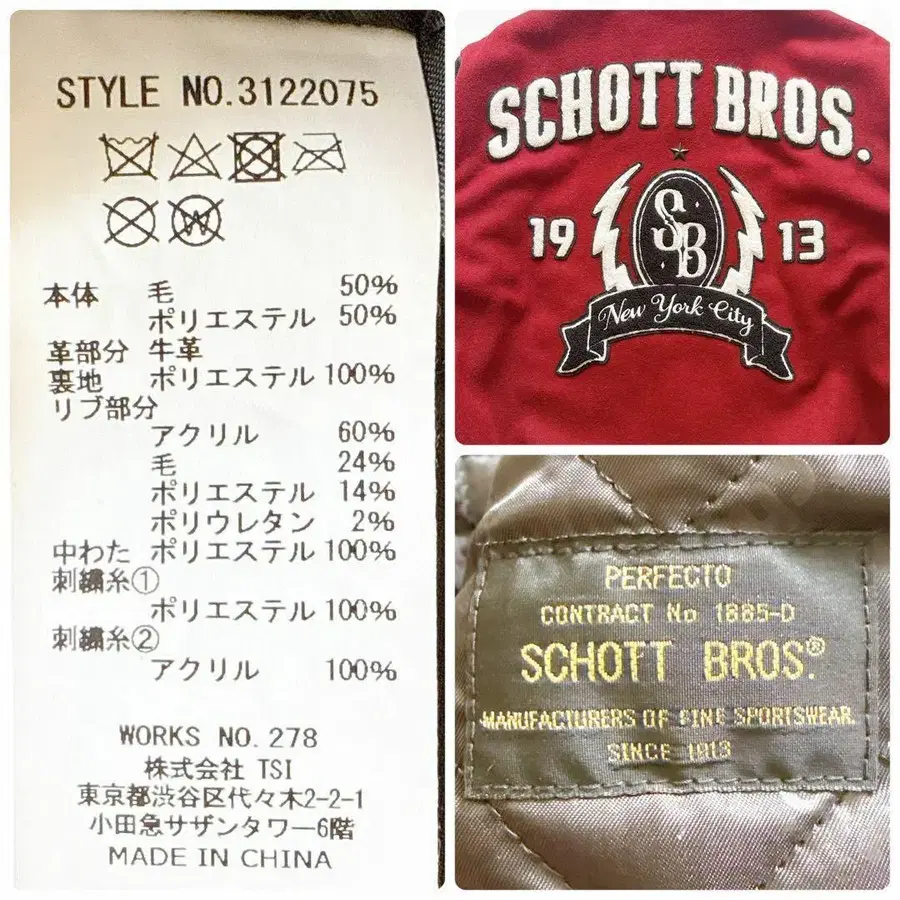 STYLE NO.3122075
本体 毛 50%
ポリエステル 50%
革部分 牛革
裏地 ポリエステル 100%
リブ部分
アクリル 60%
毛 24%
ポリエステル 14%
ポリウレタン 2%
中わた ポリエステル 100%
刺繍糸①
ポリエステル 100%
刺繍糸②
アクリル 100%
WORKS NO.278
株式会社 TSI
東京都渋谷区代々木2-2-1
小田急サザンタワー6階
MADE IN CHINA
SCHOTT BROS.
19 SB 13
New York City
PERFECTO
CONTRACT No 1885-D
SCHOTT BROS.®
MANUFACTURERS OF FINE SPORTSWEAR.
SINCE 1913